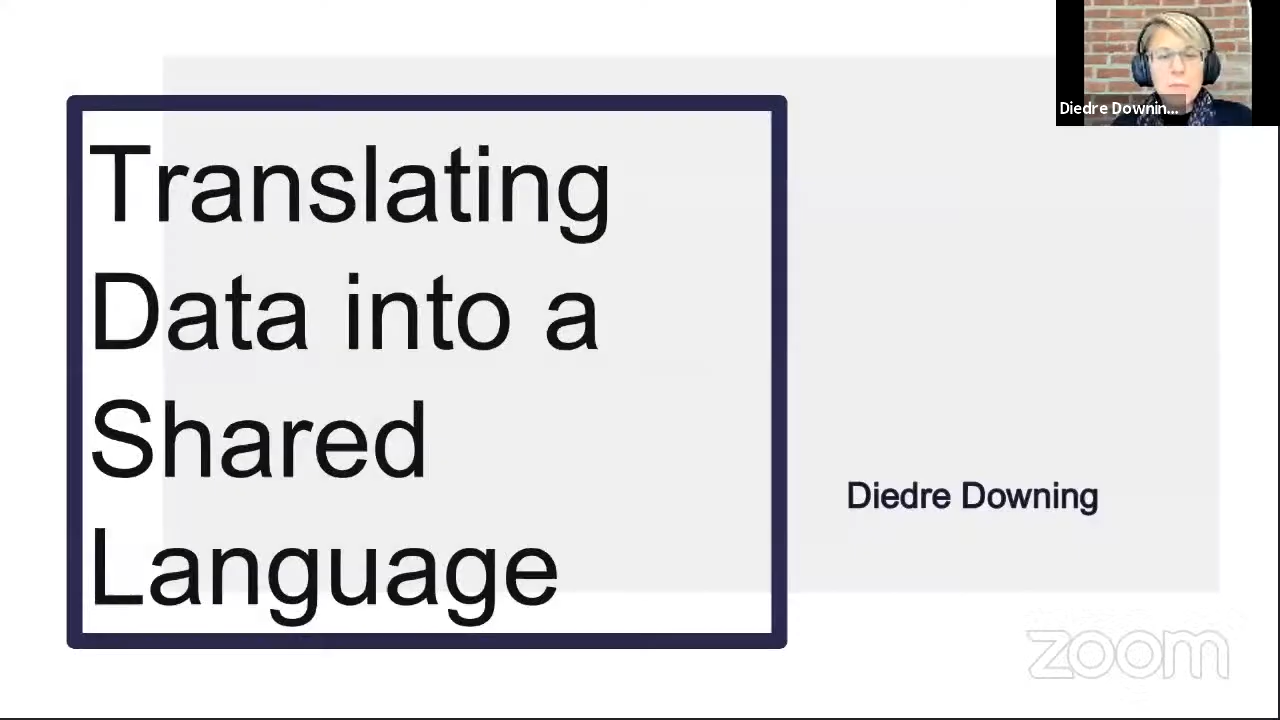 Translating
Data into a
Shared
Language
Diedre Downing
Diedre Downin...
zoom